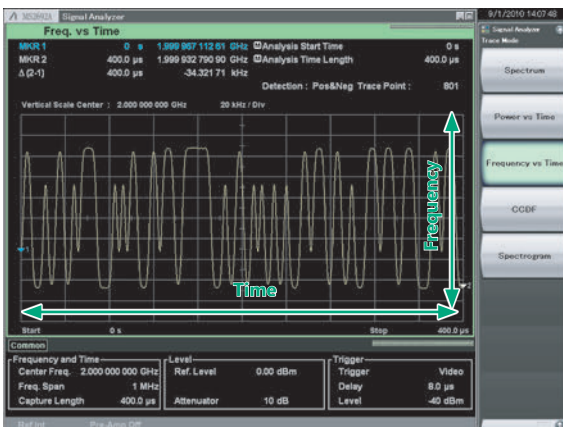 MS2692A Signal Analyzer
9/1/2010 14:07:48
Freq. vs Time
MKR 1 0 s 1.999 967 112 61 GHz Analysis Start Time 0 s
MKR 2 400.0 µs 1.999 932 790 90 GHz Analysis Time Length 400.0 µs
Δ (2-1) 400.0 µs -34.321 71 kHz
Detection : Pos&Neg Trace Point : 801
Vertical Scale Center : 2.000 000 000 GHz 20 kHz / Div
1
2
Frequency
Time
Start 0 s Stop 400.0 µs
Common
Frequency and Time
Center Freq. 2.000 000 000 GHz
Freq. Span 1 MHz
Capture Length 400.0 µs
Level
Ref. Level 0.00 dBm
Attenuator 10 dB
Trigger
Trigger Video
Delay 8.0 µs
Level -40 dBm
Ref.Int Pre-Amp Off
Signal Analyzer
Trace Mode
Spectrum
Power vs Time
Frequency vs Time
CCDF
Spectrogram